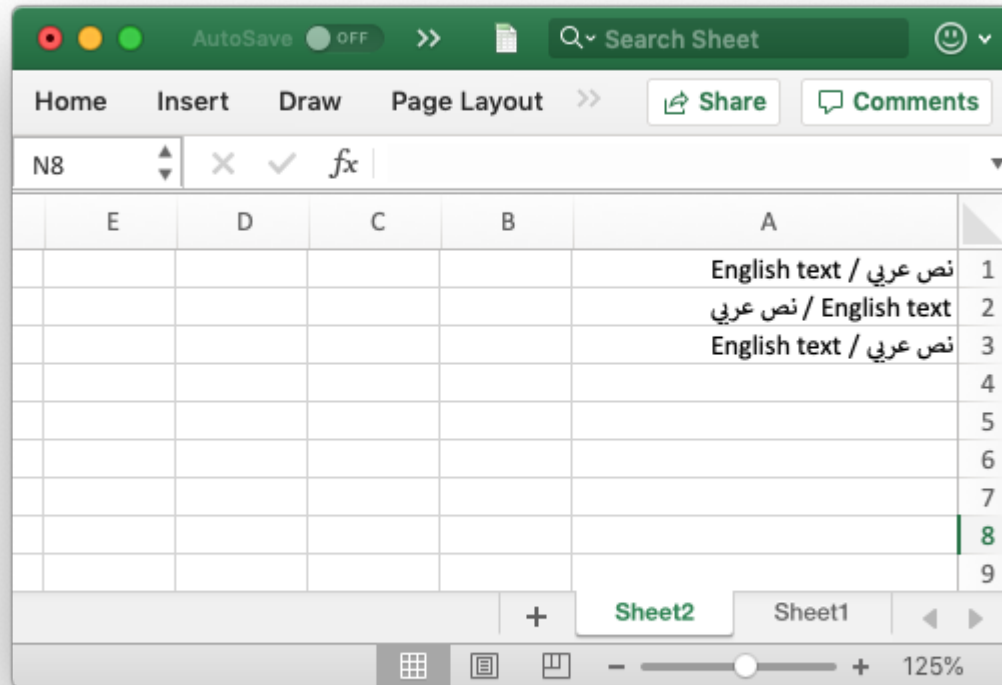 AutoSave OFF Search Sheet
Home Insert Draw Page Layout Share Comments
N8 fx
E D C B A
نص عربي / English text 1
English text / نص عربي 2
نص عربي / English text 3
4
5
6
7
8
9
Sheet2 Sheet1
125%